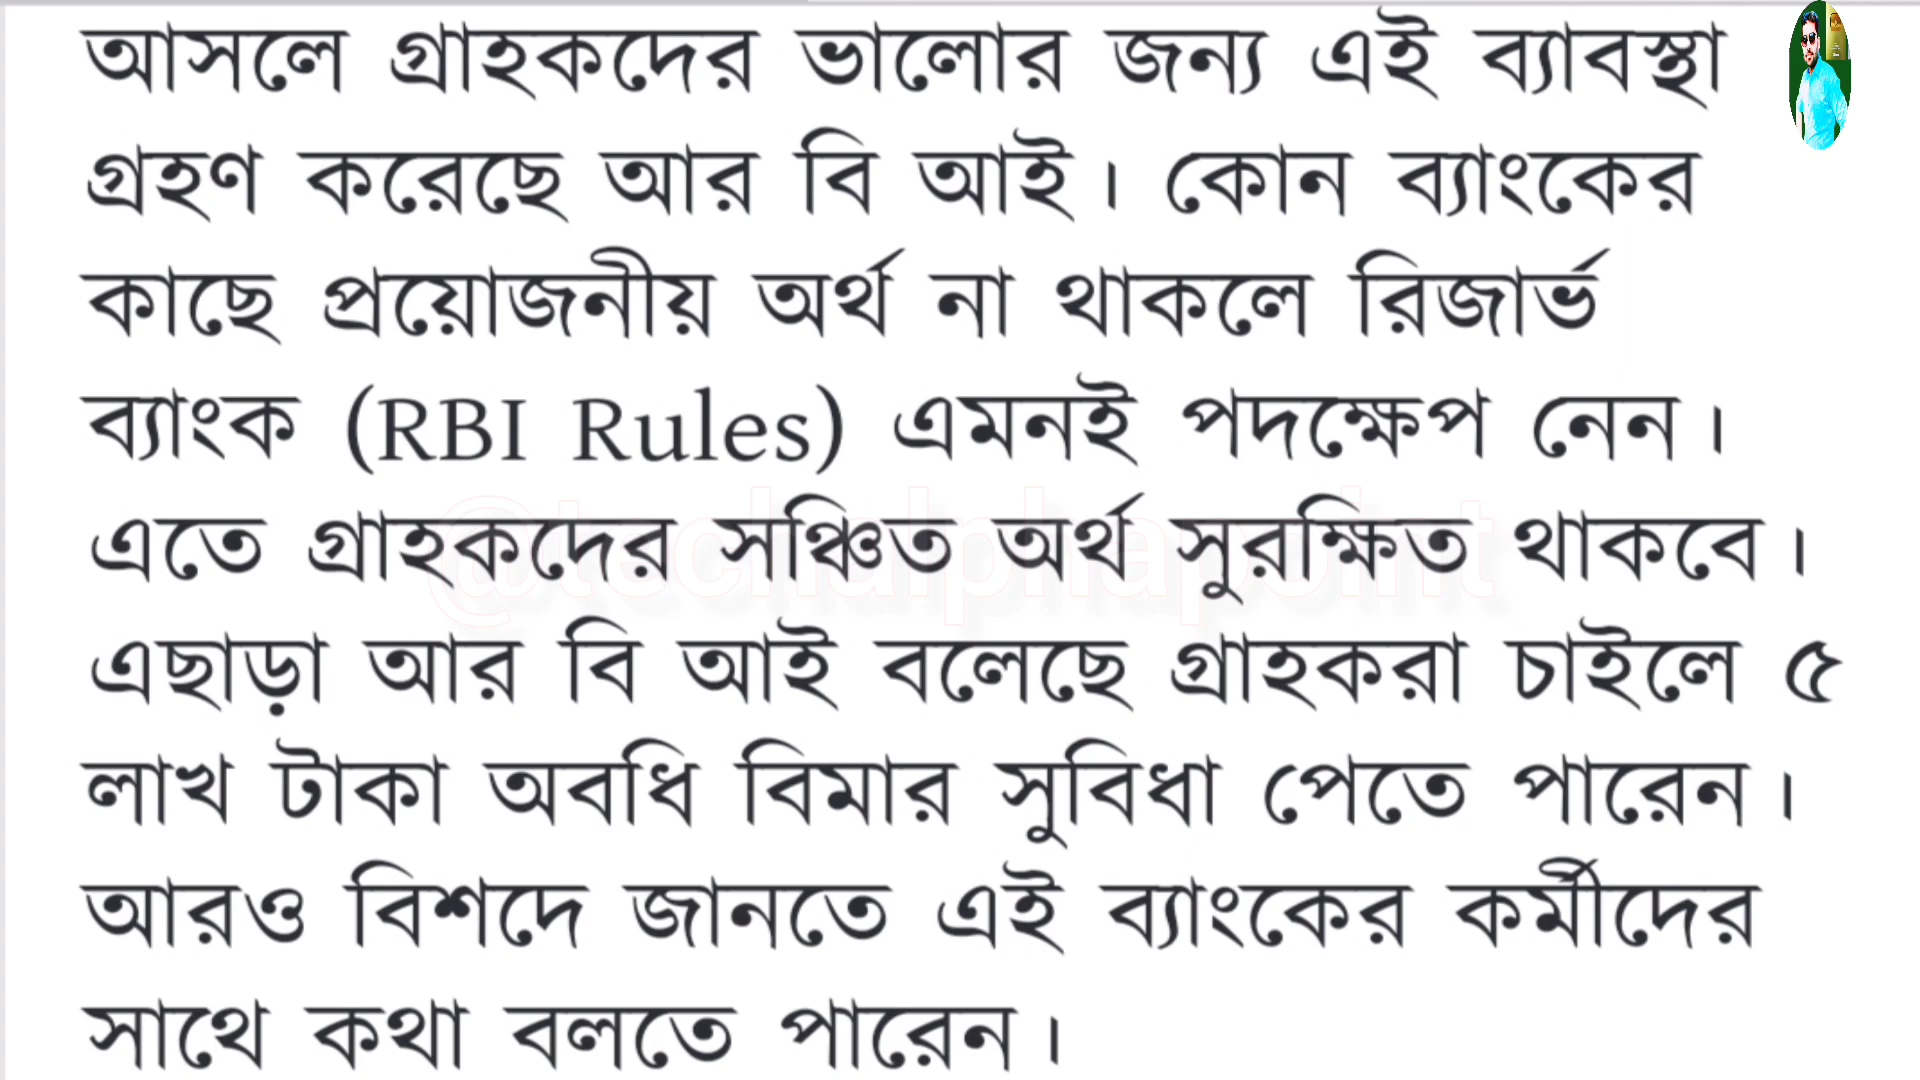 আসলে গ্রাহকদের ভালোর জন্য এই ব্যাবস্থা
গ্রহণ করেছে আর বি আই। কোন ব্যাংকের
কাছে প্রয়োজনীয় অর্থ না থাকলে রিজার্ভ
ব্যাংক (RBI Rules) এমনই পদক্ষেপ নেন।
@techalphapoint
এতে গ্রাহকদের সঞ্চিত অর্থ সুরক্ষিত থাকবে।
এছাড়া আর বি আই বলেছে গ্রাহকরা চাইলে ৫
লাখ টাকা অবধি বিমার সুবিধা পেতে পারেন।
আরও বিশদে জানতে এই ব্যাংকের কর্মীদের
সাথে কথা বলতে পারেন।